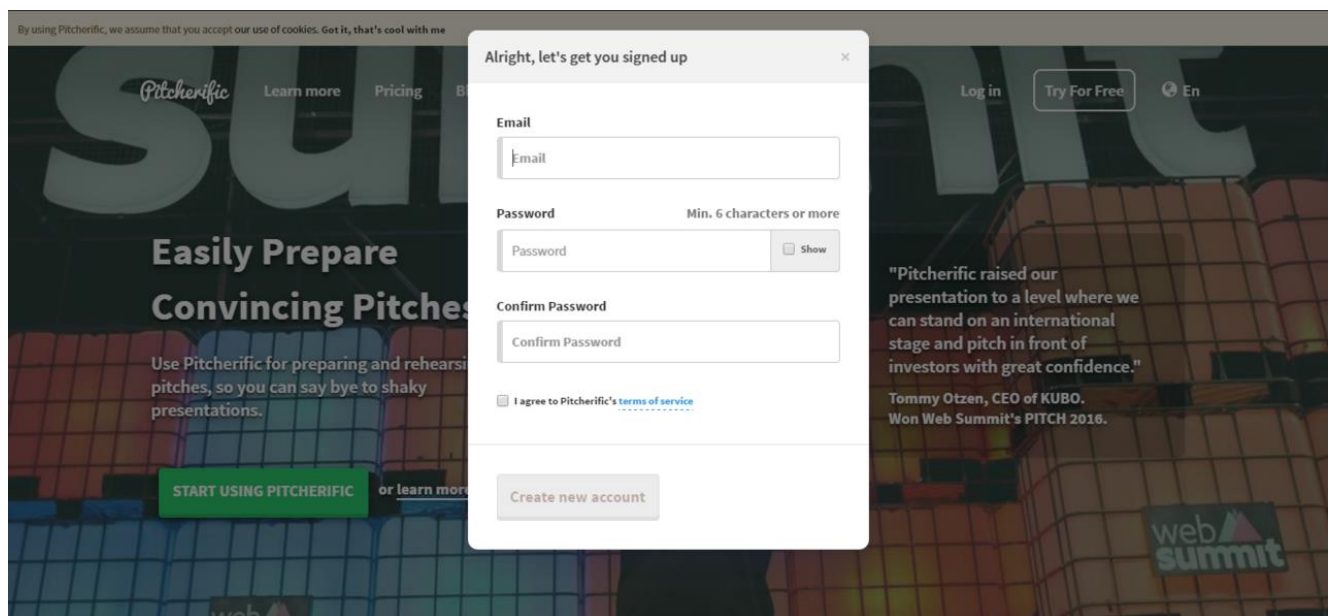 By using Pitcherific, we assume that you accept our use of cookies. Got it, that's cool with me
Pitcherific Learn more Pricing Bl
Log in Try For Free En
Alright, let's get you signed up ×
Email
Email
Password Min. 6 characters or more
Password Show
Confirm Password
Confirm Password
I agree to Pitcherific's terms of service
Create new account
Easily Prepare
Convincing Pitches
Use Pitcherific for preparing and rehearsi
pitches, so you can say bye to shaky
presentations.
START USING PITCHERIFIC or learn more
"Pitcherific raised our
presentation to a level where we
can stand on an international
stage and pitch in front of
investors with great confidence."
Tommy Otzen, CEO of KUBO.
Won Web Summit's PITCH 2016.
web
summit
web